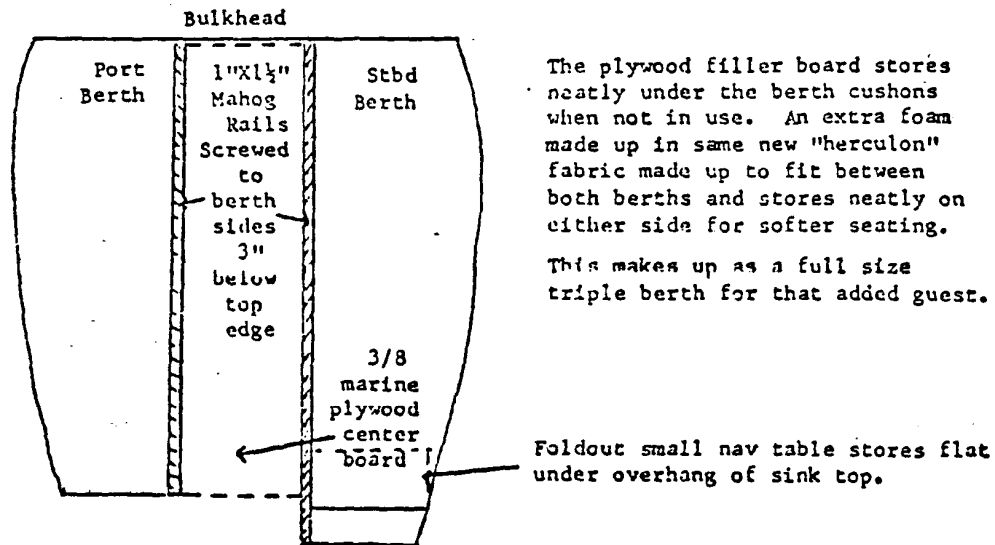 Bulkhead
Port
Berth
1"X1½"
Mahog
Rails
Screwed
to
berth
sides
3"
below
top
edge
Stbd
Berth
3/8
marine
plywood
center
board
The plywood filler board stores
neatly under the berth cushons
when not in use. An extra foam
made up in same new "herculon"
fabric made up to fit between
both berths and stores neatly on
either side for softer seating.
This makes up as a full size
triple berth for that added guest.
Foldout small nav table stores flat
under overhang of sink top.